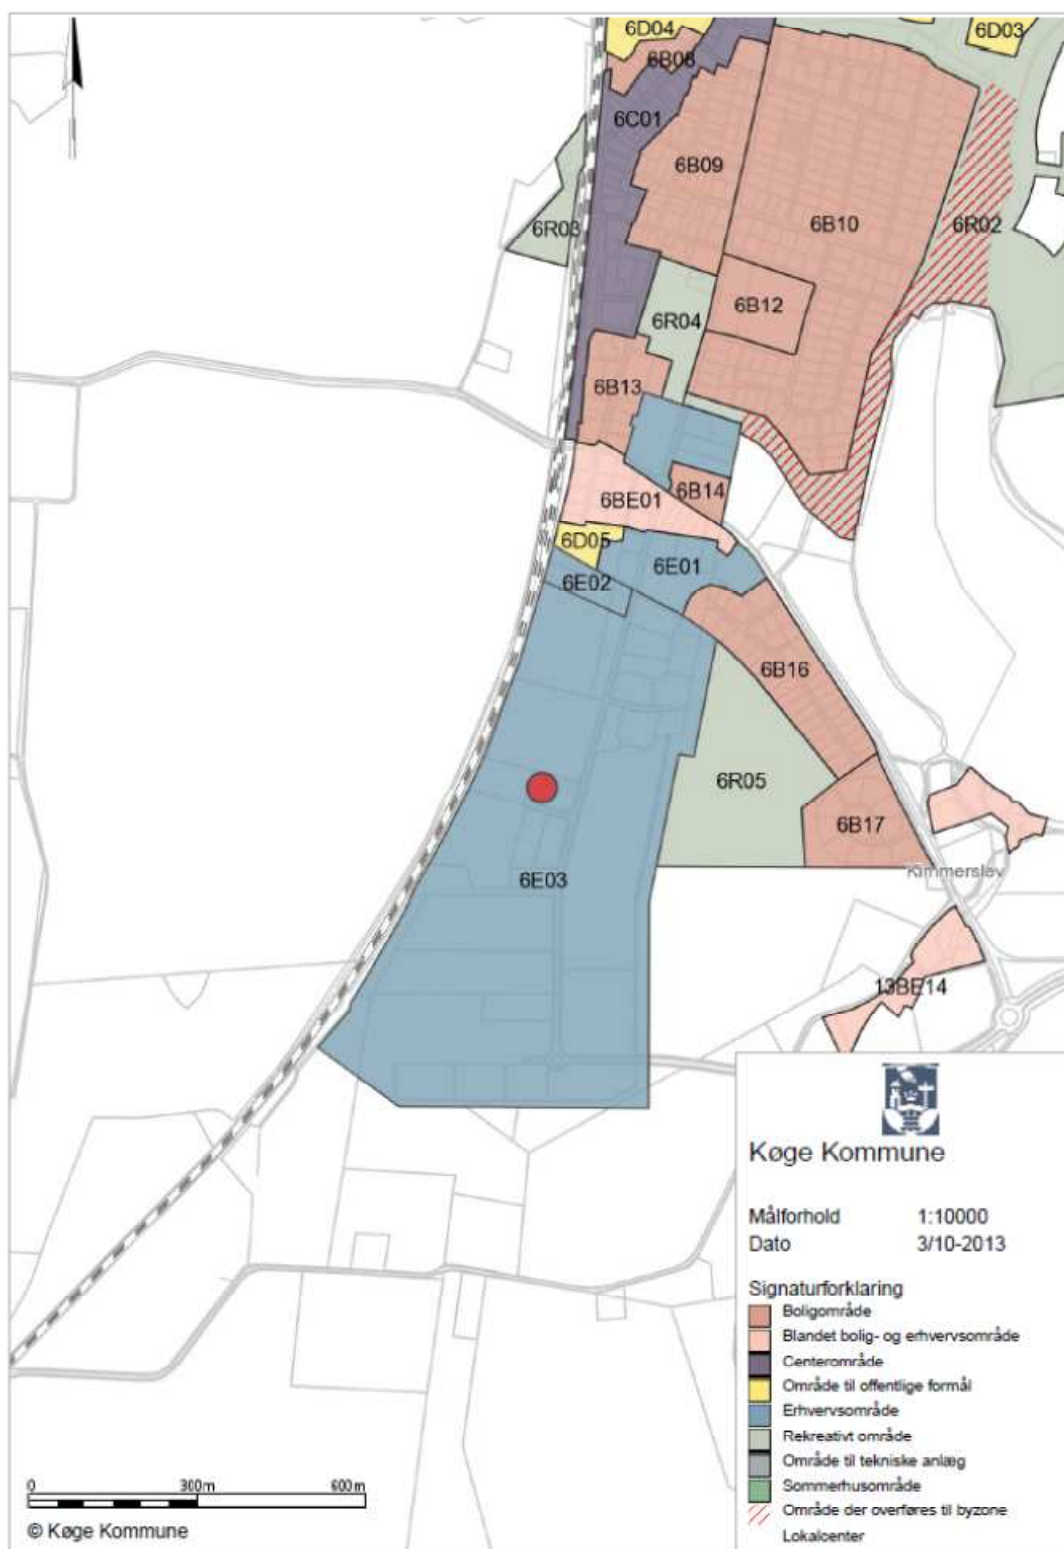 6D04
6D03
6B08
6C01
6B09
6R03
6B10
6R02
6B12
6R04
6B13
6B14
6BE01
6D05
6E01
6E02
6B16
6R05
6B17
6E03
Kimmerslev
13BE14
Køge Kommune
Målforhold 1:10000
Dato 3/10-2013
Signaturforklaring
Boligområde
Blandet bolig- og erhvervsområde
Centerområde
Område til offentlige formål
Erhvervsområde
Rekreativt område
Område til tekniske anlæg
Sommerhusområde
Område der overføres til byzone
Lokalcenter
0 300m 600m
© Køge Kommune